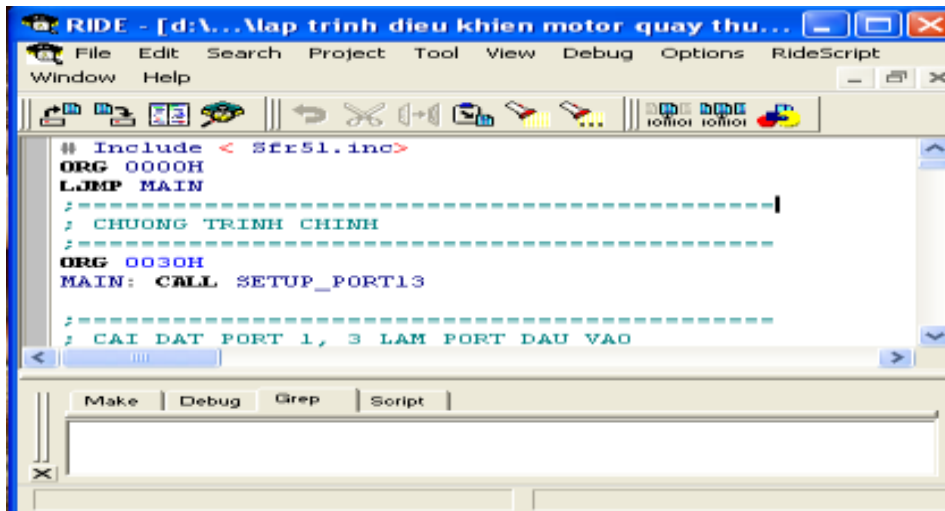 RIDE - [d:\...\lap trinh dieu khien motor quay thu...
File Edit Search Project Tool View Debug Options RideScript
Window Help
# Include < Sfr51.inc>
ORG 0000H
LJMP MAIN
;============================================
; CHUONG TRINH CHINH
;============================================
ORG 0030H
MAIN: CALL SETUP_PORT13
;============================================
; CAI DAT PORT 1, 3 LAM PORT DAU VAO
Make Debug Grep Script